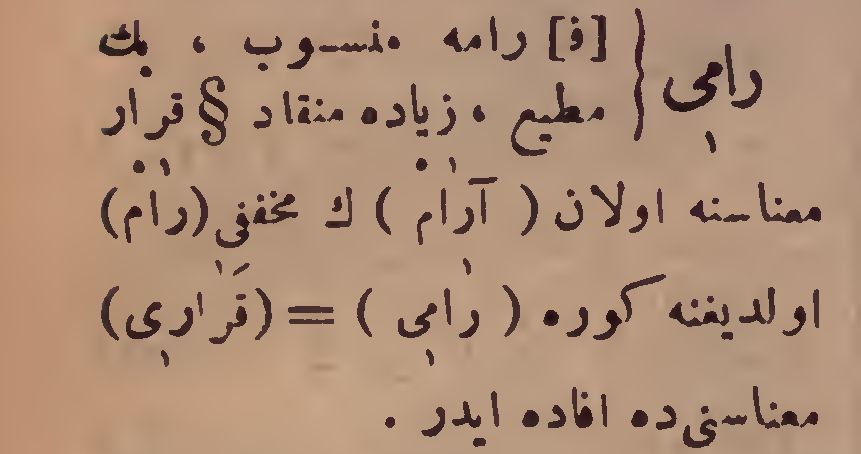 رامی { [ف] رامه منسوب ، بك
مطیع ، زیاده منقاد § قرار
معناسنه اولان ( آرام ) ك مخففی (رام)
اولدیغنه كوره ( رامی ) = (قراری)
معناسنی ده افاده ایدر .